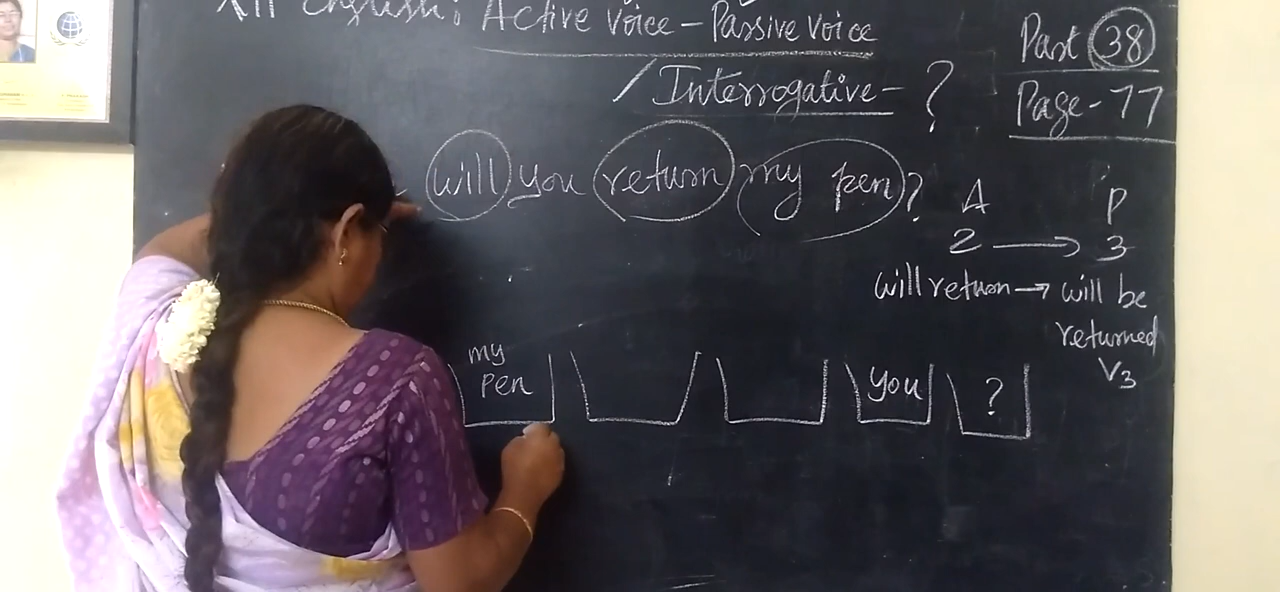 XII English: Active Voice - Passive Voice
/Interrogative - ?
Part 38
Page - 77
will you return my pen?
A P
2 → 3
will return → will be
returned
V3
my
pen
you
?